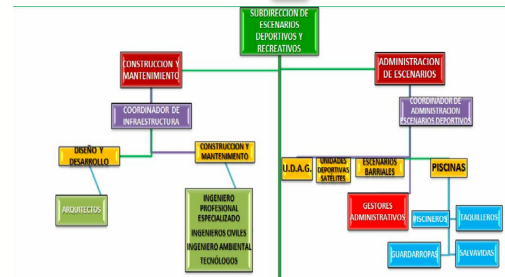 SUBDIRECCION DE
ESCENARIOS
DEPORTIVOS Y
RECREATIVOS
CONSTRUCCION Y
MANTENIMIENTO
ADMINISTRACION
DE ESCENARIOS
COORDINADOR DE
INFRAESTRUCTURA
COORDINADOR DE
ADMINISTRACION
ESCENARIOS DEPORTIVOS
DISEÑO Y
DESARROLLO
CONSTRUCCION Y
MANTENIMIENTO
U.D.A.G.
UNIDADES
DEPORTIVAS
SATÉLITES
ESCENARIOS
BARRIALES
PISCINAS
ARQUITECTOS
INGENIERO
PROFESIONAL
ESPECIALIZADO
INGENIEROS CIVILES
INGENIERO AMBIENTAL
TECNÓLOGOS
GESTORES
ADMINISTRATIVOS
PISCINEROS
TAQUILLEROS
GUARDARROPAS
SALVAVIDAS